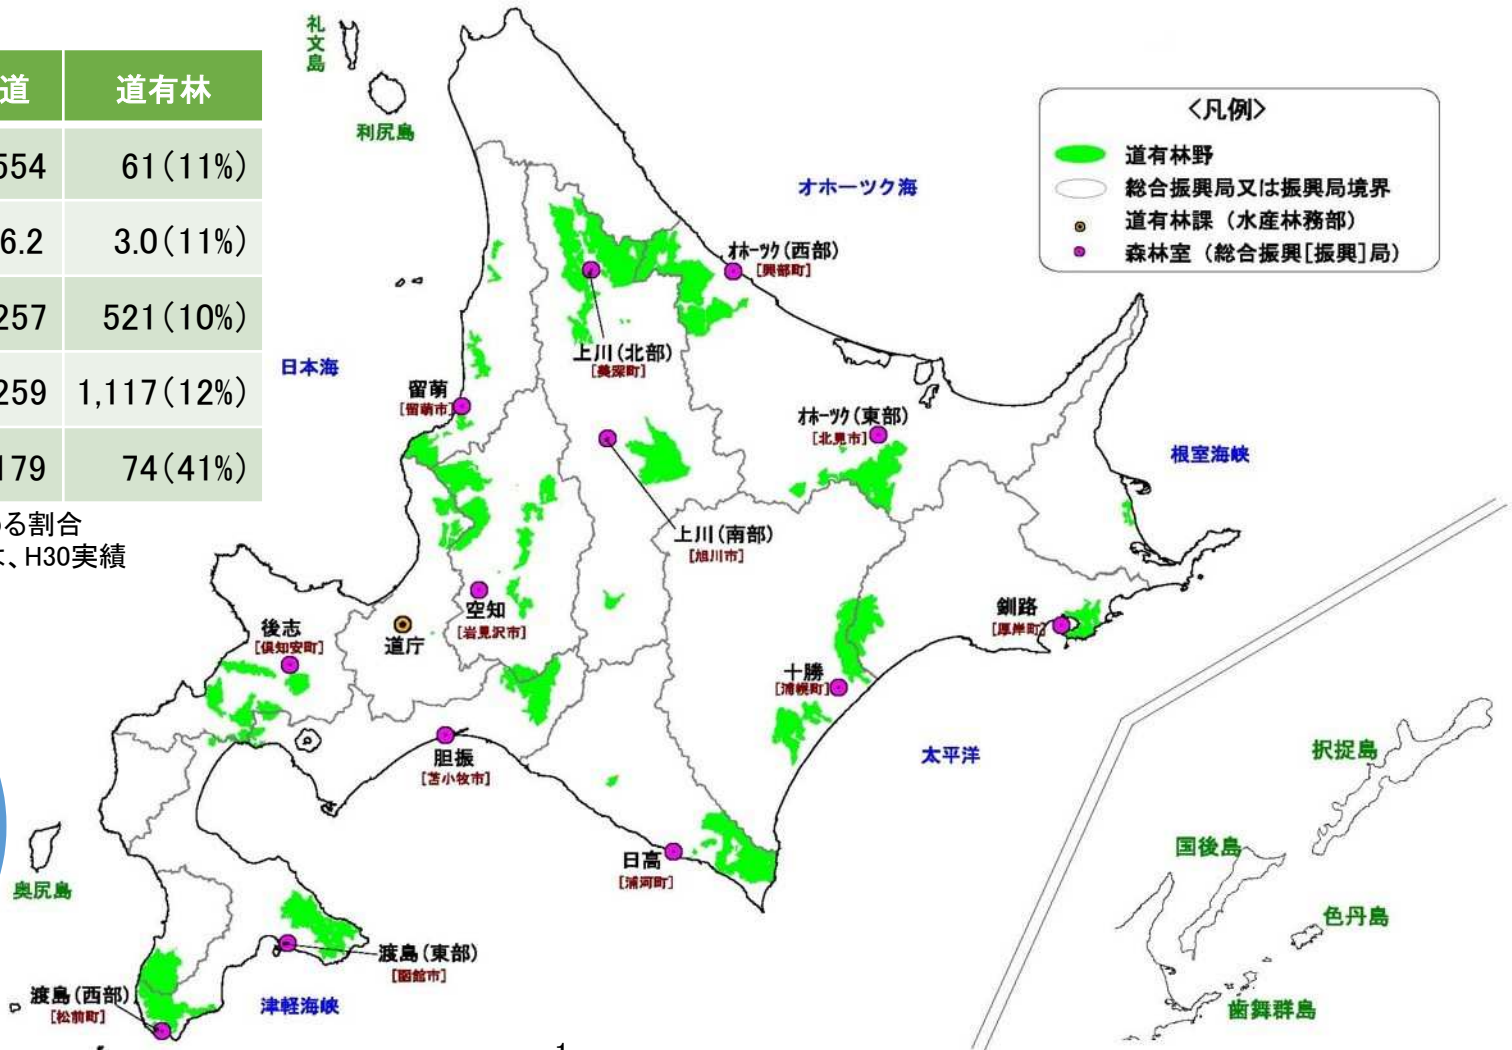 道 道有林
554 61(11%)
6.2 3.0(11%)
257 521(10%)
259 1,117(12%)
179 74(41%)
める割合
、H30実績
礼文島
利尻島
<凡例>
道有林野
総合振興局又は振興局境界
道有林課（水産林務部）
森林室（総合振興[振興]局）
オホーツク海
オホーツク(西部)
[興部町]
上川(北部)
[美深町]
日本海
留萌
[留萌市]
オホーツク(東部)
[北見市]
根室海峡
上川(南部)
[旭川市]
空知
[岩見沢市]
後志
[倶知安町]
道庁
釧路
[厚岸町]
十勝
[浦幌町]
胆振
[苫小牧市]
太平洋
択捉島
日高
[浦河町]
国後島
奥尻島
色丹島
渡島(東部)
[函館市]
渡島(西部)
[松前町]
津軽海峡
歯舞群島
1